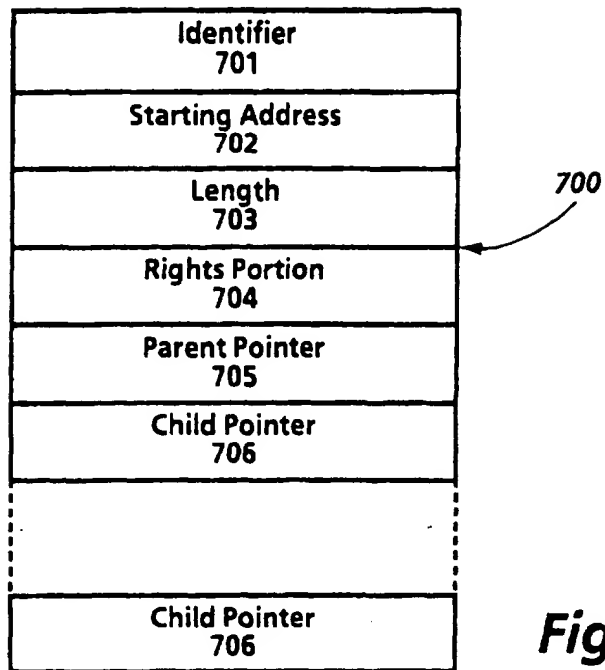 Identifier
701
Starting Address
702
Length
703
700
Rights Portion
704
Parent Pointer
705
Child Pointer
706
Child Pointer
706
Fig